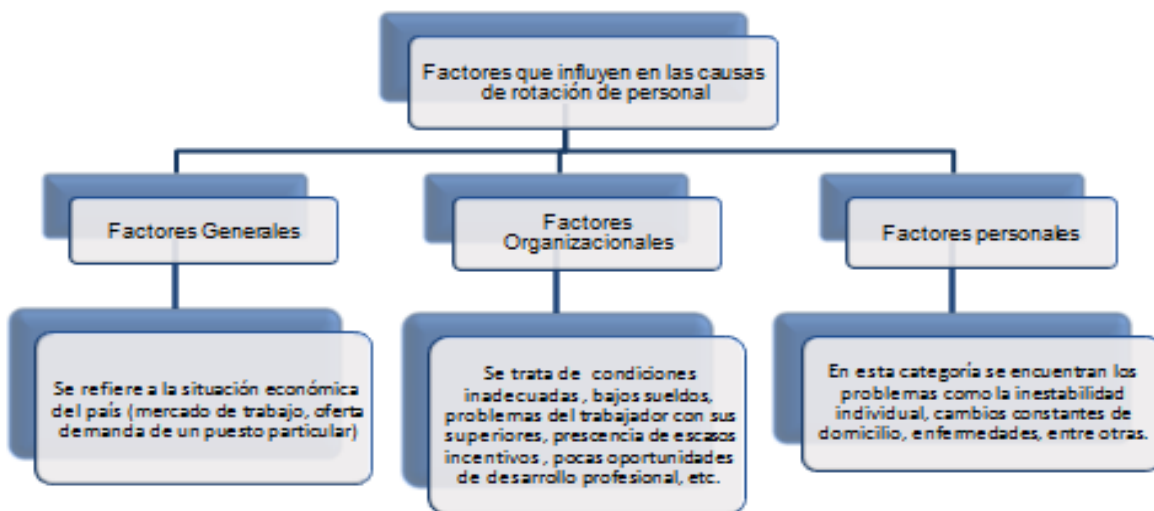 Factores que influyen en las causas
de rotación de personal
Factores Generales
Factores
Organizacionales
Factores personales
Se refiere a la situación económica
del país (mercado de trabajo, oferta
demanda de un puesto particular)
Se trata de condiciones
inadecuadas , bajos sueldos,
problemas del trabajador con sus
superiores, prescencia de escasos
incentivos , pocas oportunidades
de desarrollo profesional, etc.
En esta categoría se encuentran los
problemas como la inestabilidad
individual, cambios constantes de
domicilio, enfermedades, entre otras.